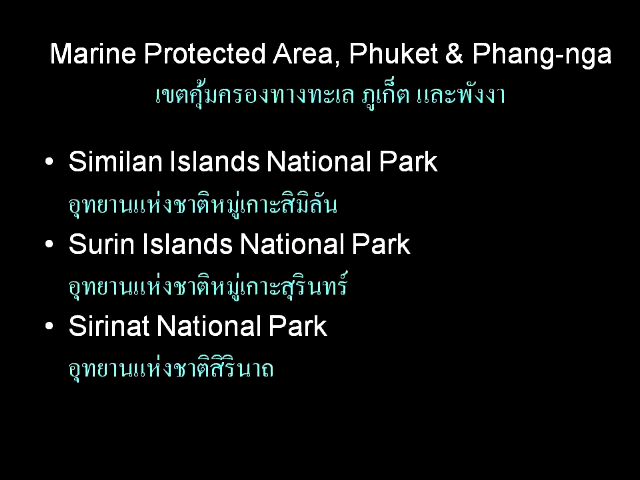 Marine Protected Area, Phuket & Phang-nga
เขตคุ้มครองทางทะเล ภูเก็ต และพังงา
• Similan Islands National Park
อุทยานแห่งชาติหมู่เกาะสิมิลัน
• Surin Islands National Park
อุทยานแห่งชาติหมู่เกาะสุรินทร์
• Sirinat National Park
อุทยานแห่งชาติสิรินาถ